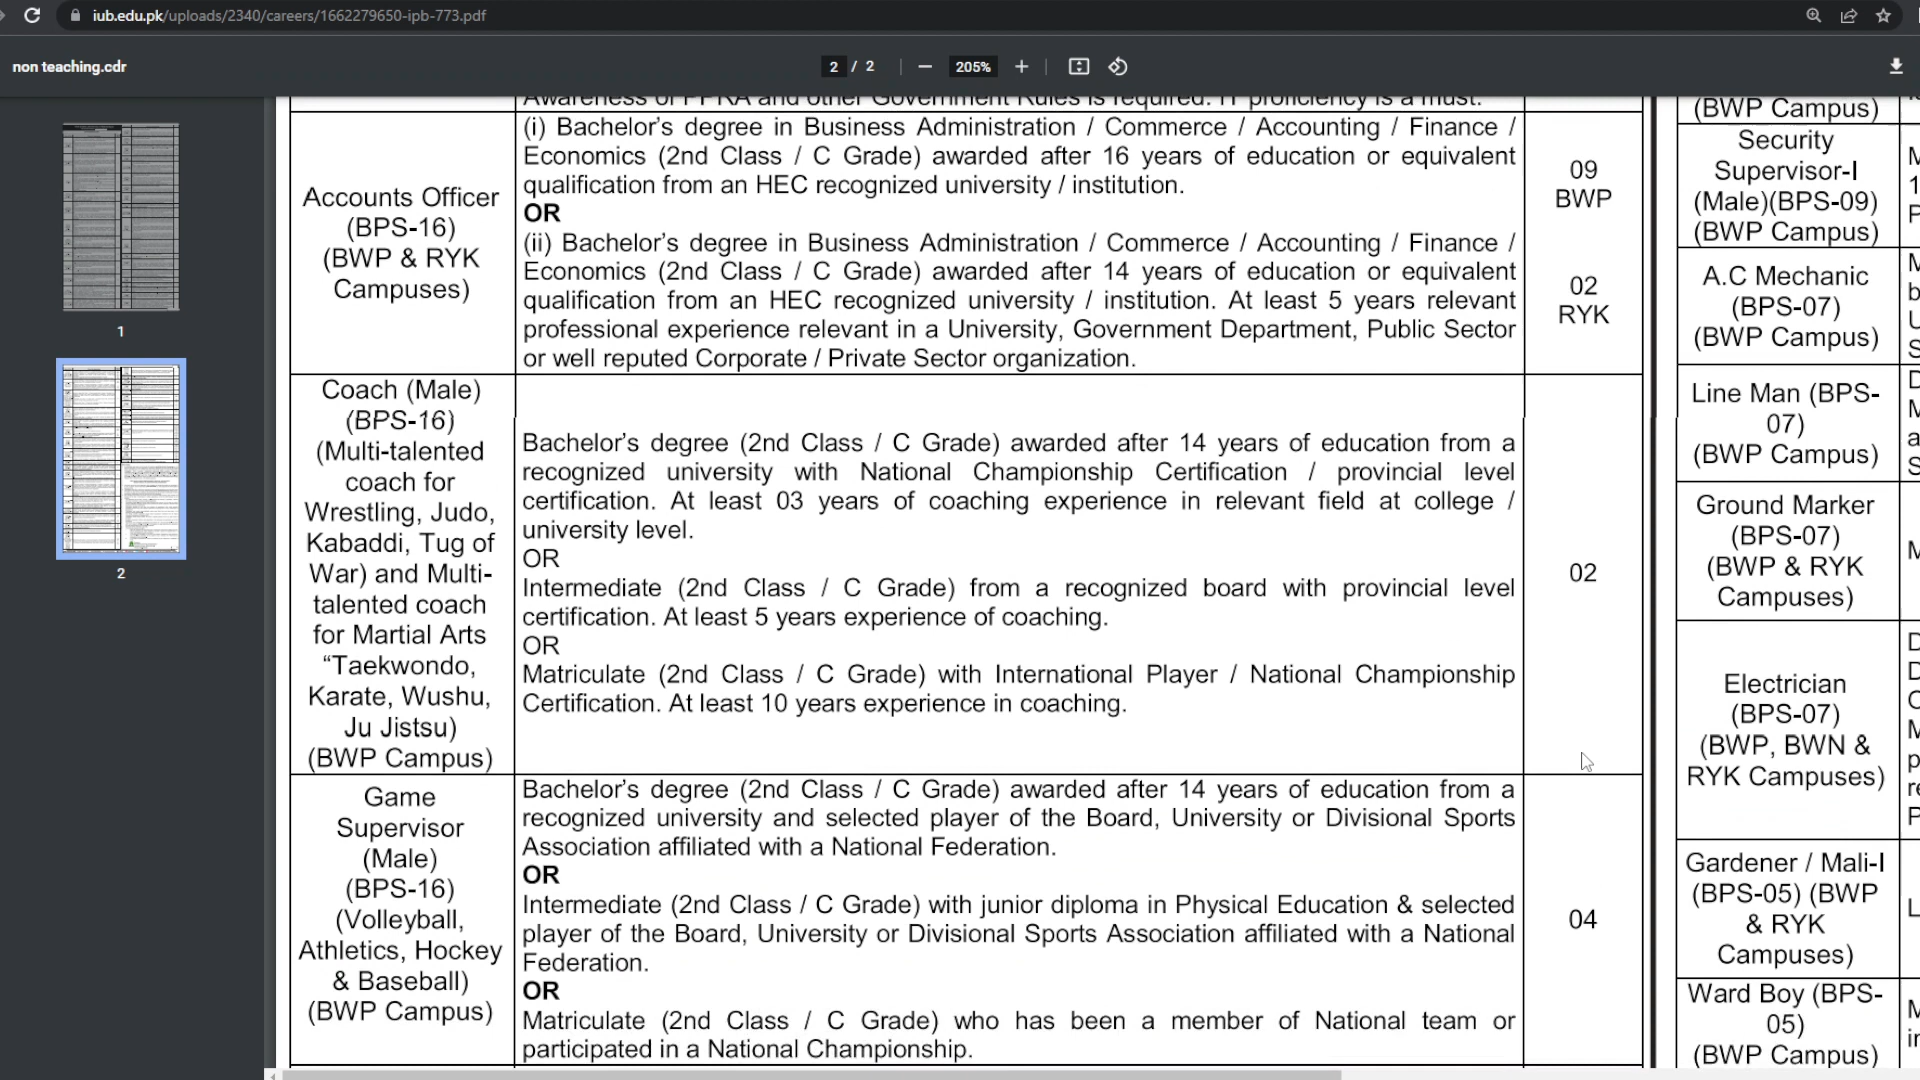 iub.edu.pk/uploads/2340/careers/1662279650-ipb-773.pdf
non teaching.cdr
2 / 2
205%
1
2
Awareness of PPRA and other Government Rules is required. IT proficiency is a must.
Accounts Officer
(BPS-16)
(BWP & RYK
Campuses)
(i) Bachelor’s degree in Business Administration / Commerce / Accounting / Finance /
Economics (2nd Class / C Grade) awarded after 16 years of education or equivalent
qualification from an HEC recognized university / institution.
OR
(ii) Bachelor’s degree in Business Administration / Commerce / Accounting / Finance /
Economics (2nd Class / C Grade) awarded after 14 years of education or equivalent
qualification from an HEC recognized university / institution. At least 5 years relevant
professional experience relevant in a University, Government Department, Public Sector
or well reputed Corporate / Private Sector organization.
09
BWP
02
RYK
Coach (Male)
(BPS-16)
(Multi-talented
coach for
Wrestling, Judo,
Kabaddi, Tug of
War) and Multi-
talented coach
for Martial Arts
“Taekwondo,
Karate, Wushu,
Ju Jistsu)
(BWP Campus)
Bachelor’s degree (2nd Class / C Grade) awarded after 14 years of education from a
recognized university with National Championship Certification / provincial level
certification. At least 03 years of coaching experience in relevant field at college /
university level.
OR
Intermediate (2nd Class / C Grade) from a recognized board with provincial level
certification. At least 5 years experience of coaching.
OR
Matriculate (2nd Class / C Grade) with International Player / National Championship
Certification. At least 10 years experience in coaching.
02
Game
Supervisor
(Male)
(BPS-16)
(Volleyball,
Athletics, Hockey
& Baseball)
(BWP Campus)
Bachelor’s degree (2nd Class / C Grade) awarded after 14 years of education from a
recognized university and selected player of the Board, University or Divisional Sports
Association affiliated with a National Federation.
OR
Intermediate (2nd Class / C Grade) with junior diploma in Physical Education & selected
player of the Board, University or Divisional Sports Association affiliated with a National
Federation.
OR
Matriculate (2nd Class / C Grade) who has been a member of National team or
participated in a National Championship.
04
(BWP Campus)
Security
Supervisor-I
(Male)(BPS-09)
(BWP Campus)
A.C Mechanic
(BPS-07)
(BWP Campus)
Line Man (BPS-
07)
(BWP Campus)
Ground Marker
(BPS-07)
(BWP & RYK
Campuses)
Electrician
(BPS-07)
(BWP, BWN &
RYK Campuses)
Gardener / Mali-I
(BPS-05) (BWP
& RYK
Campuses)
Ward Boy (BPS-
05)
(BWP Campus)